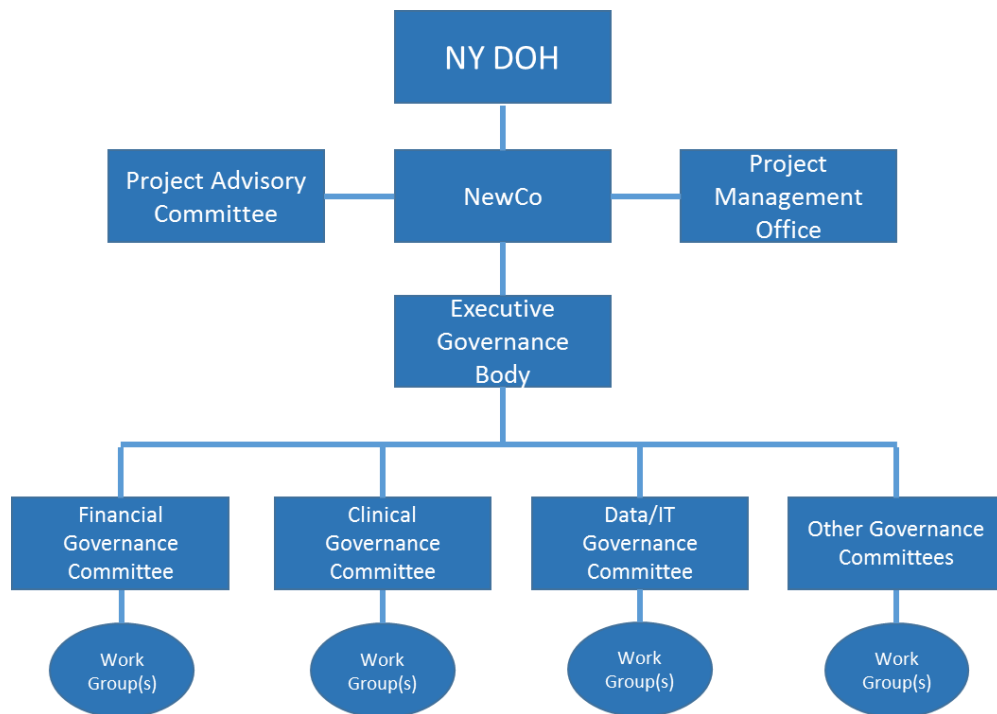 NY DOH
Project Advisory
Committee
NewCo
Project
Management
Office
Executive
Governance
Body
Financial
Governance
Committee
Clinical
Governance
Committee
Data/IT
Governance
Committee
Other Governance
Committees
Work
Group(s)
Work
Group(s)
Work
Group(s)
Work
Group(s)